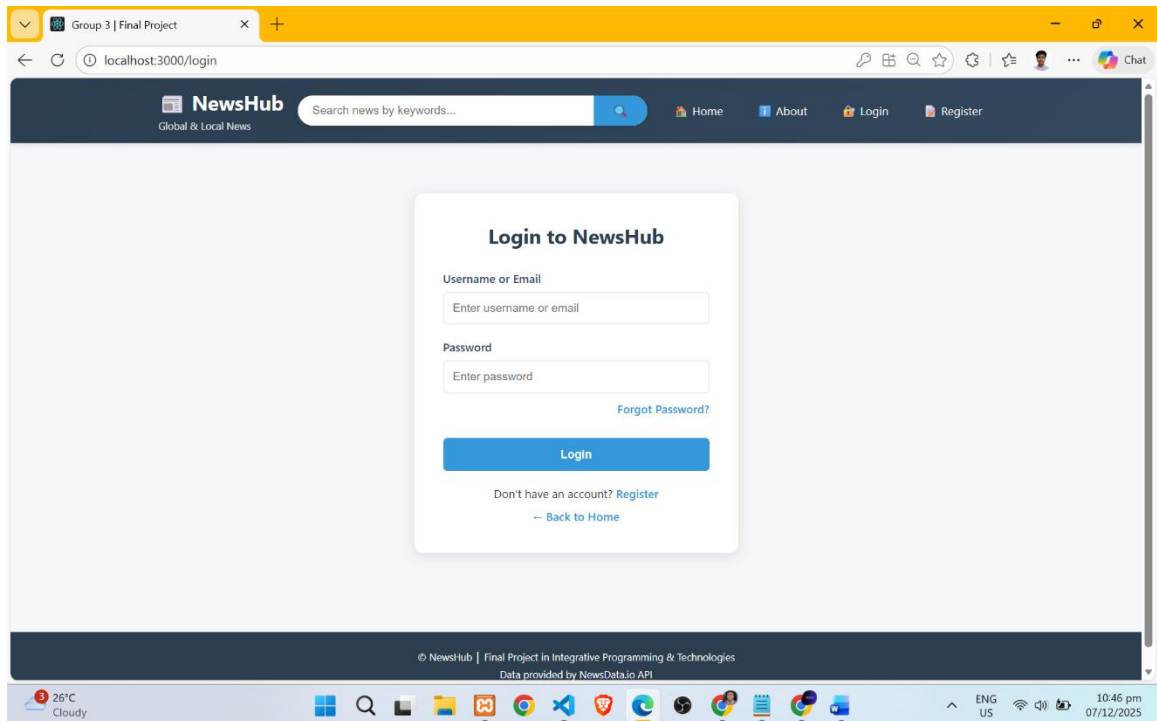 Group 3 | Final Project
localhost:3000/login
Chat
NewsHub
Global & Local News
Search news by keywords...
Home
About
Login
Register
Login to NewsHub
Username or Email
Enter username or email
Password
Enter password
Forgot Password?
Login
Don't have an account? Register
← Back to Home
© NewsHub | Final Project in Integrative Programming & Technologies
Data provided by NewsData.io API
3
26°C
Cloudy
ENG
US
10:46 pm
07/12/2025